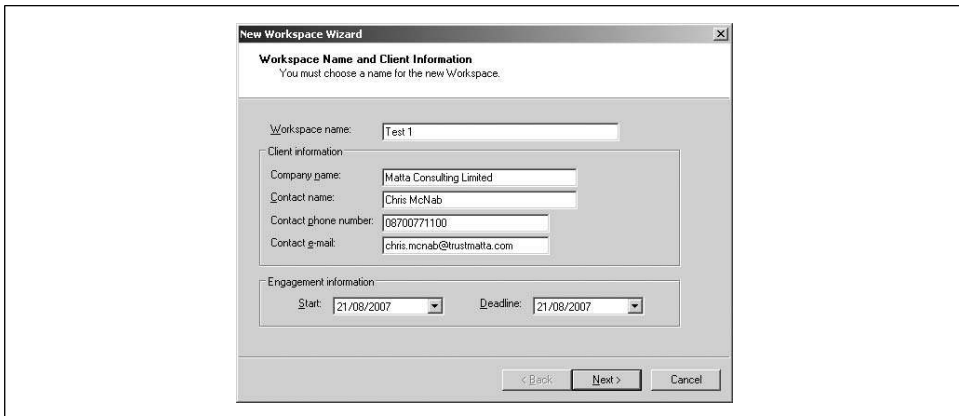 New Workspace Wizard
Workspace Name and Client Information
You must choose a name for the new Workspace.
Workspace name: Test 1
Client information
Company name: Matta Consulting Limited
Contact name: Chris McNab
Contact phone number: 08700771100
Contact e-mail: chris.mcnab@trustmatta.com
Engagement information
Start: 21/08/2007 Deadline: 21/08/2007
< Back Next > Cancel